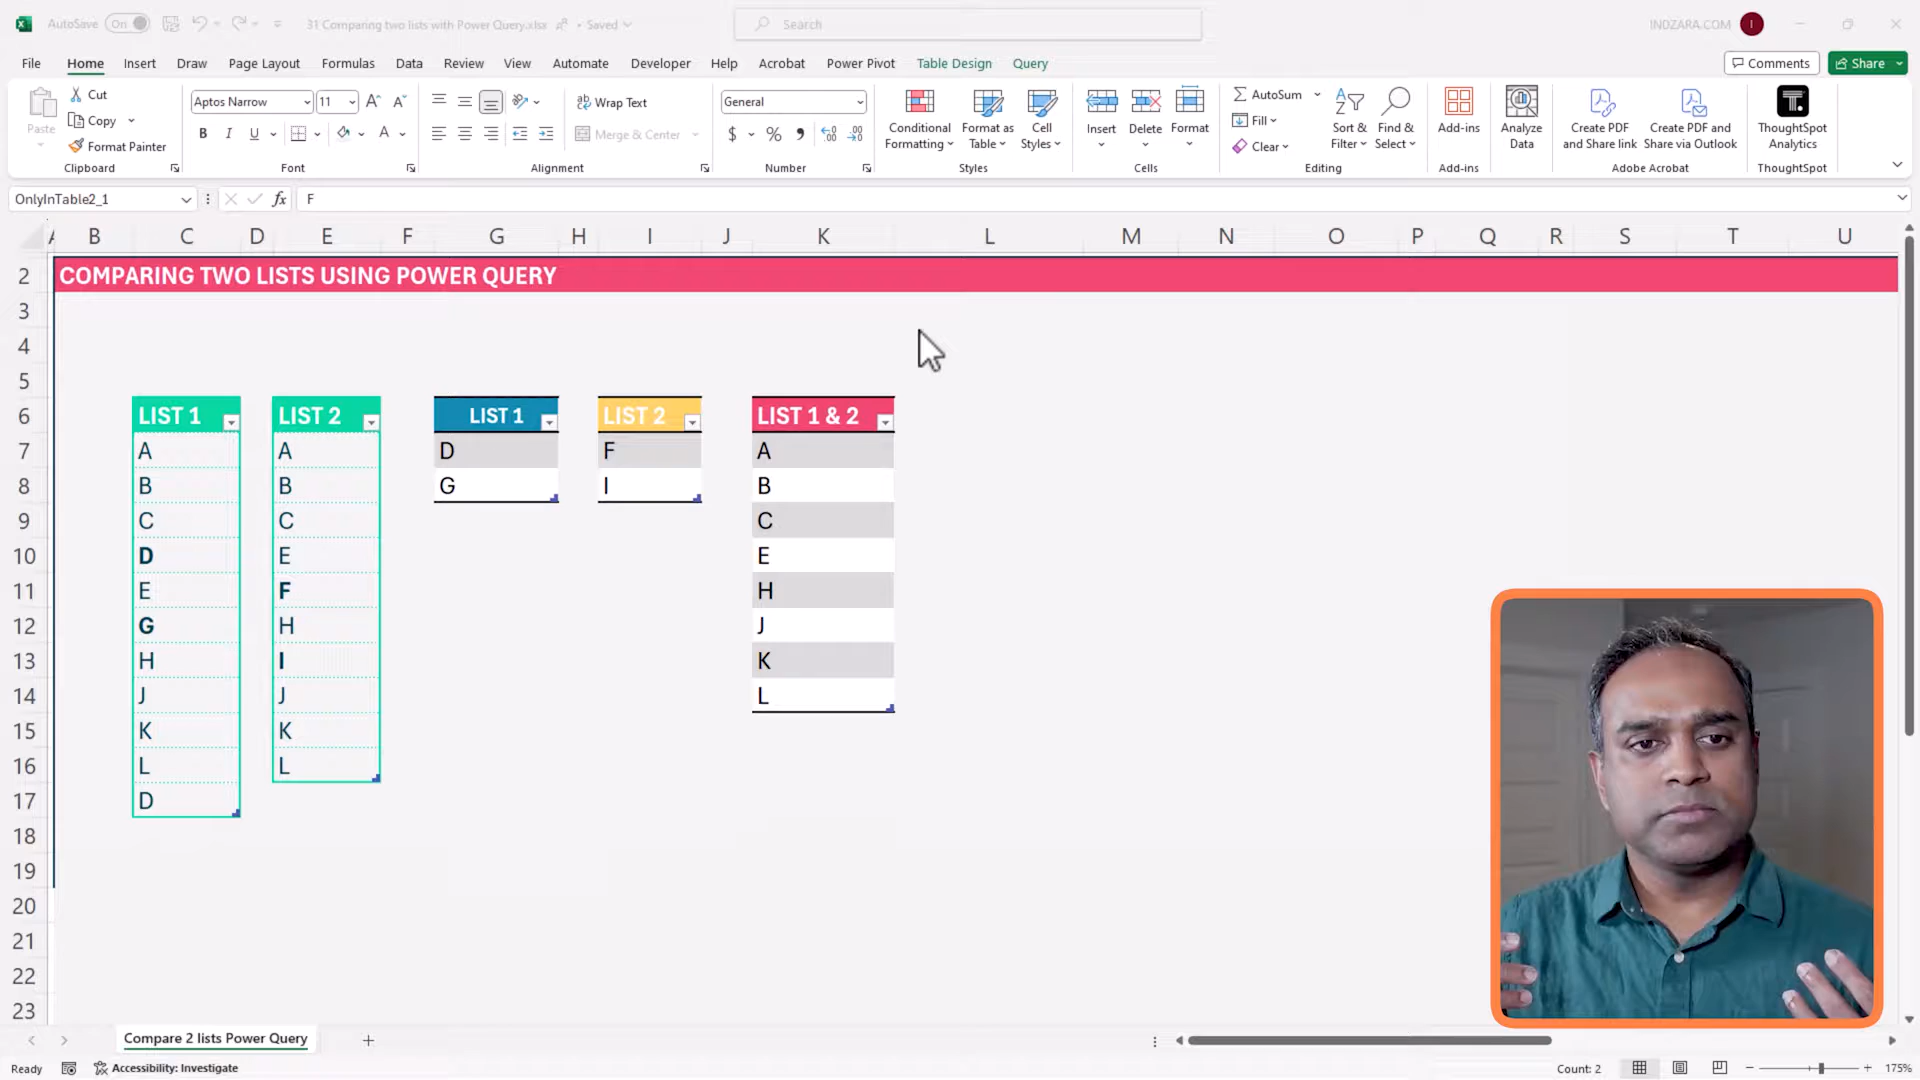 AutoSave On 31 Comparing two lists with Power Query.xlsx • Saved Search INDZARA.COM I
File Home Insert Draw Page Layout Formulas Data Review View Automate Developer Help Acrobat Power Pivot Table Design Query Comments Share
Paste Cut Copy Format Painter Clipboard
Aptos Narrow 11 A A B I U A Font
ab Wrap Text Merge & Center Alignment
General $ % Number
Conditional Formatting Format as Table Cell Styles Styles
Insert Delete Format Cells
AutoSum Fill Clear Sort & Filter Find & Select Editing
Add-ins Add-ins
Analyze Data
Create PDF and Share link Create PDF and Share via Outlook Adobe Acrobat
ThoughtSpot Analytics ThoughtSpot
OnlyInTable2_1 fx F
A B C D E F G H I J K L M N O P Q R S T U
2 COMPARING TWO LISTS USING POWER QUERY
3
4
5
6 LIST 1 LIST 2 LIST 1 LIST 2 LIST 1 & 2
7 A A D F A
8 B B G I B
9 C C C
10 D E E
11 E F H
12 G H J
13 H I K
14 J J L
15 K K
16 L L
17 D
18
19
20
21
22
23
Compare 2 lists Power Query
Ready Accessibility: Investigate Count: 2 175%